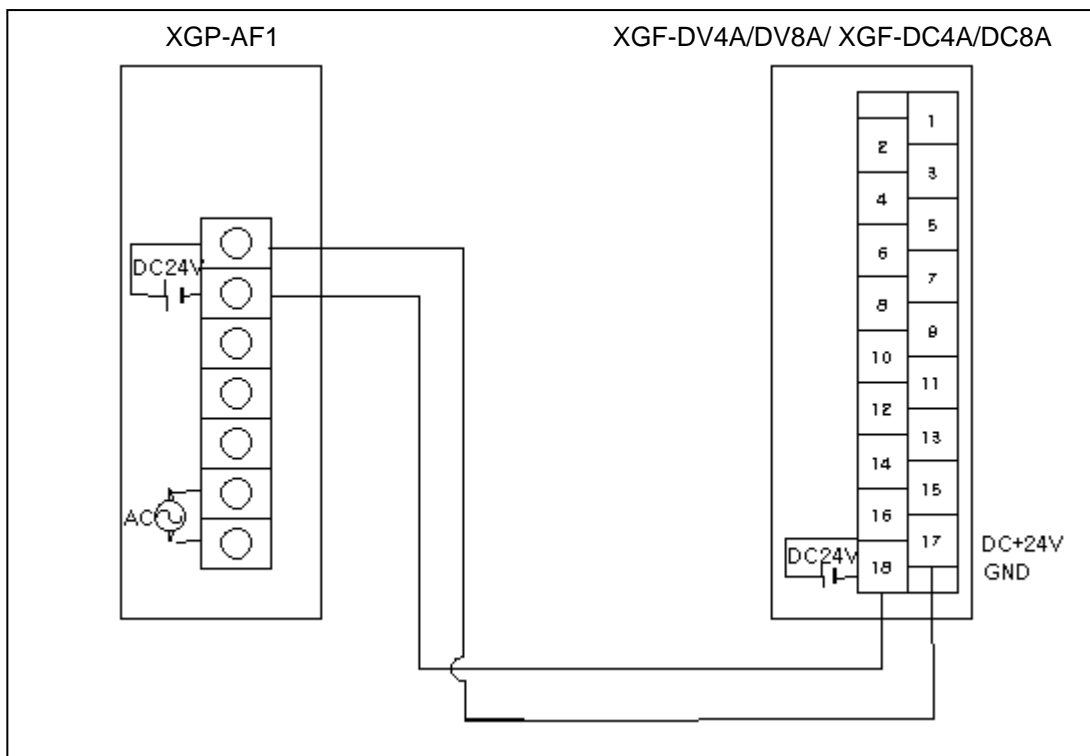 XGP-AF1
XGF-DV4A/DV8A/ XGF-DC4A/DC8A
DC24V
AC
1
2
3
4
5
6
7
8
9
10
11
12
13
14
15
16
17
18
DC24V
DC+24V
GND